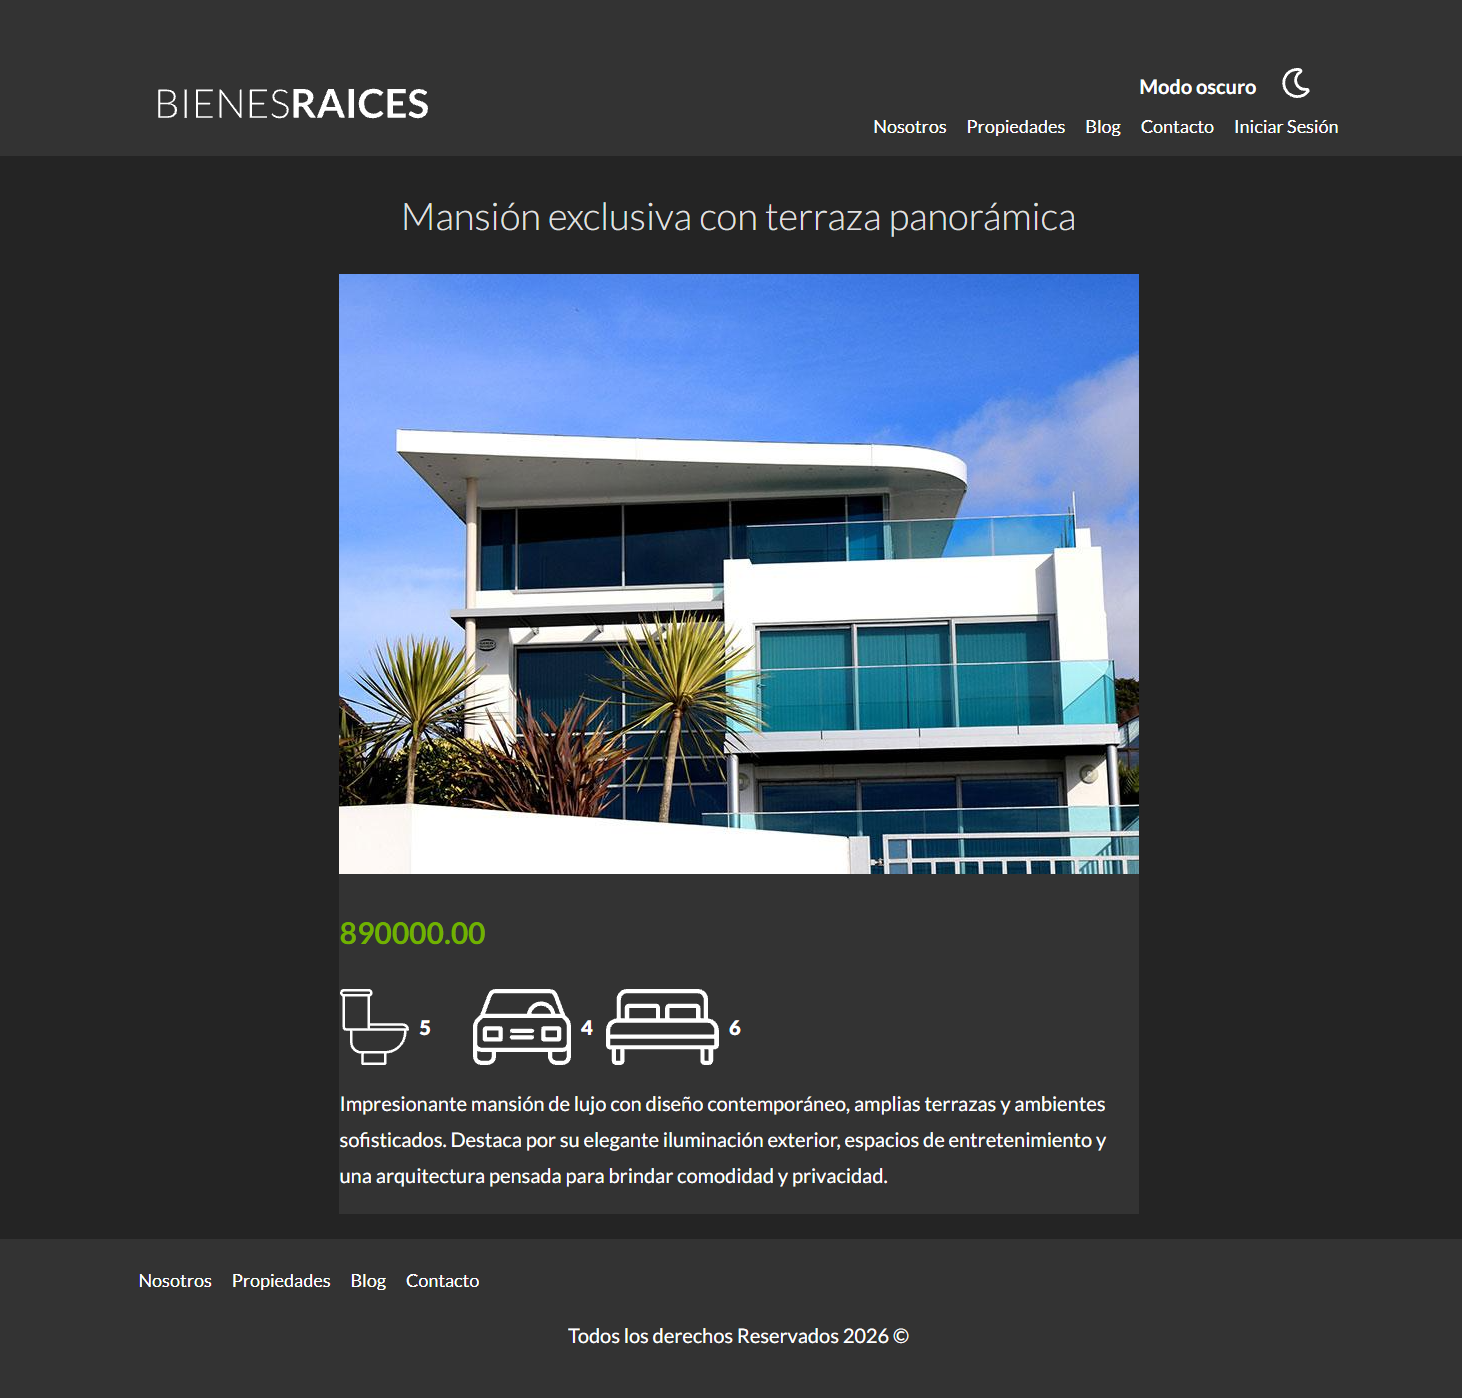 BIENESRAICES
Modo oscuro
Nosotros Propiedades Blog Contacto Iniciar Sesión
Mansión exclusiva con terraza panorámica
890000.00
5 4 6
Impresionante mansión de lujo con diseño contemporáneo, amplias terrazas y ambientes
sofisticados. Destaca por su elegante iluminación exterior, espacios de entretenimiento y
una arquitectura pensada para brindar comodidad y privacidad.
Nosotros Propiedades Blog Contacto
Todos los derechos Reservados 2026 ©